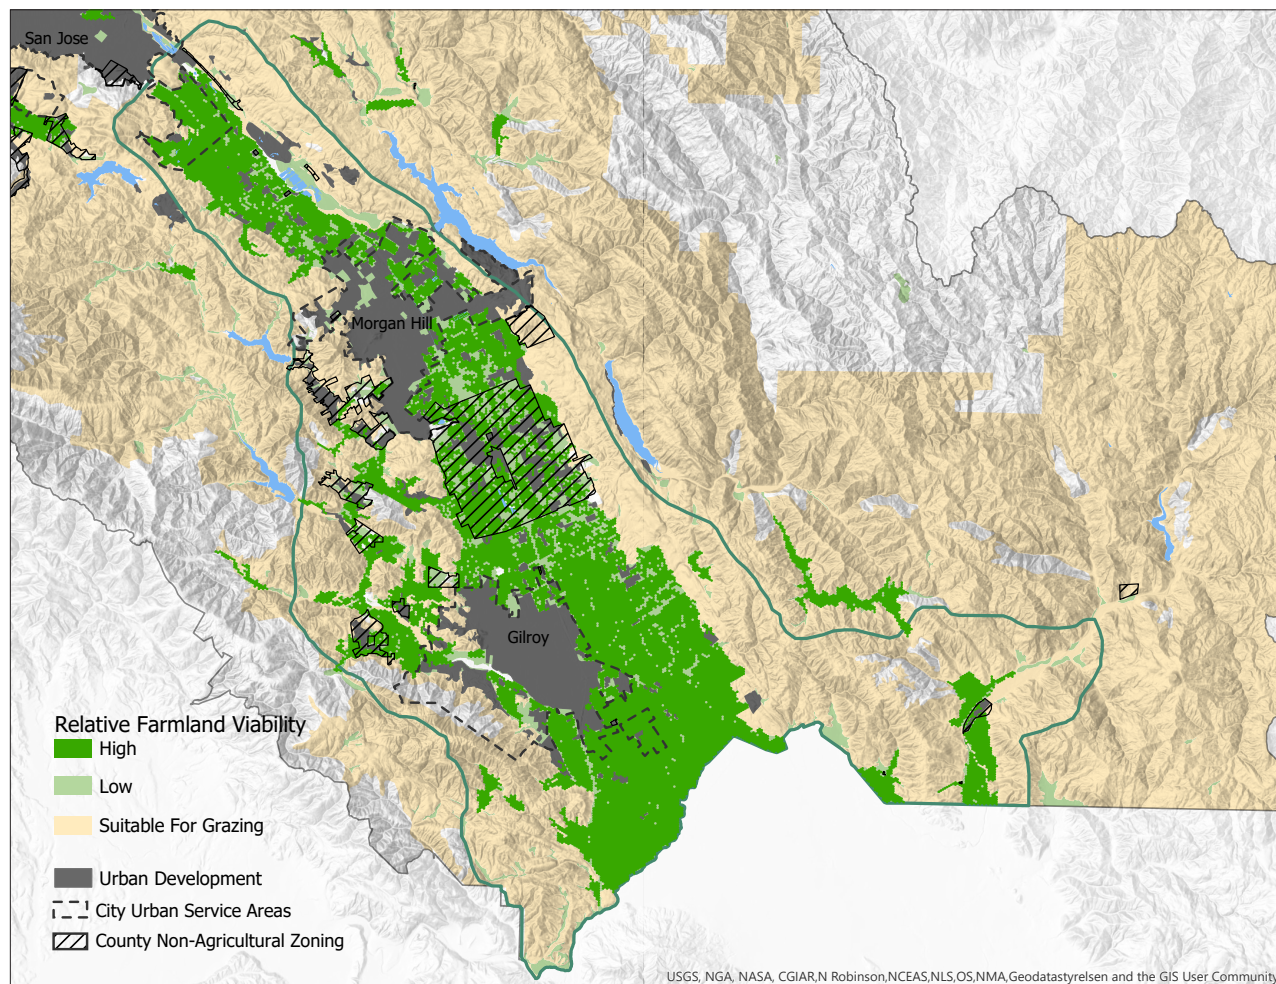 San Jose
Morgan Hill
Gilroy
Relative Farmland Viability
High
Low
Suitable For Grazing
Urban Development
City Urban Service Areas
County Non-Agricultural Zoning
USGS, NGA, NASA, CGIAR,N Robinson,NCEAS,NLS,OS,NMA,Geodatastyrelsen and the GIS User Community